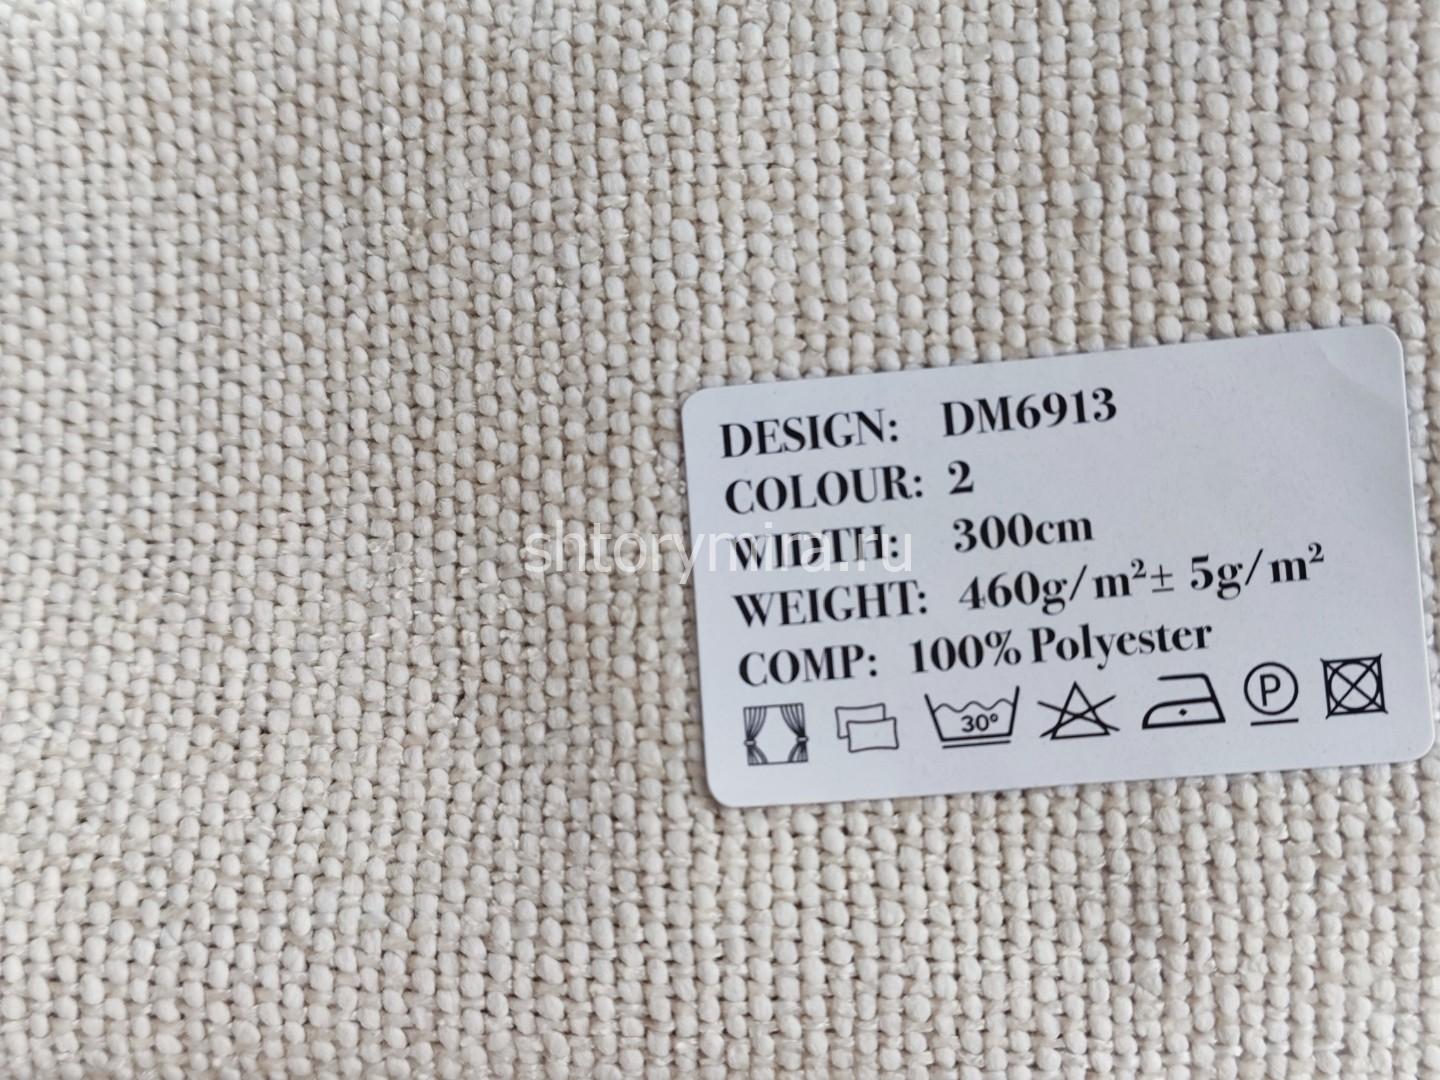 DESIGN: DM6913
COLOUR: 2
WIDTH: 300cm
shtorymira.ru
WEIGHT: 460g/m²± 5g/m²
COMP: 100% Polyester
30°
P